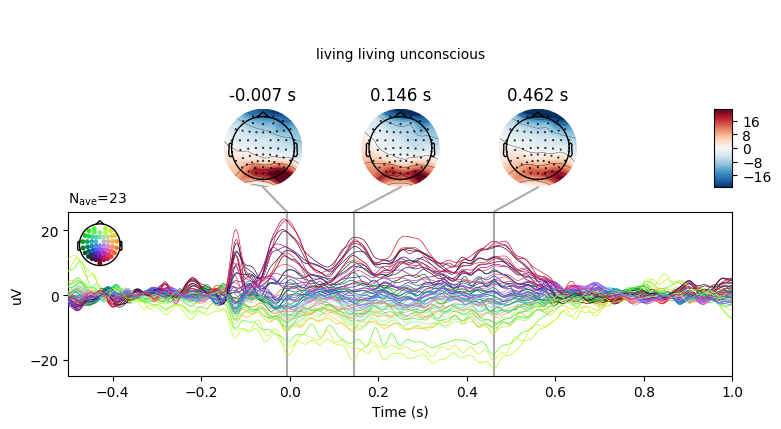 living living unconscious
-0.007 s 0.146 s 0.462 s
16
8
0
−8
−16
Nave=23
20
0
−20
uV
−0.4 −0.2 0.0 0.2 0.4 0.6 0.8 1.0
Time (s)